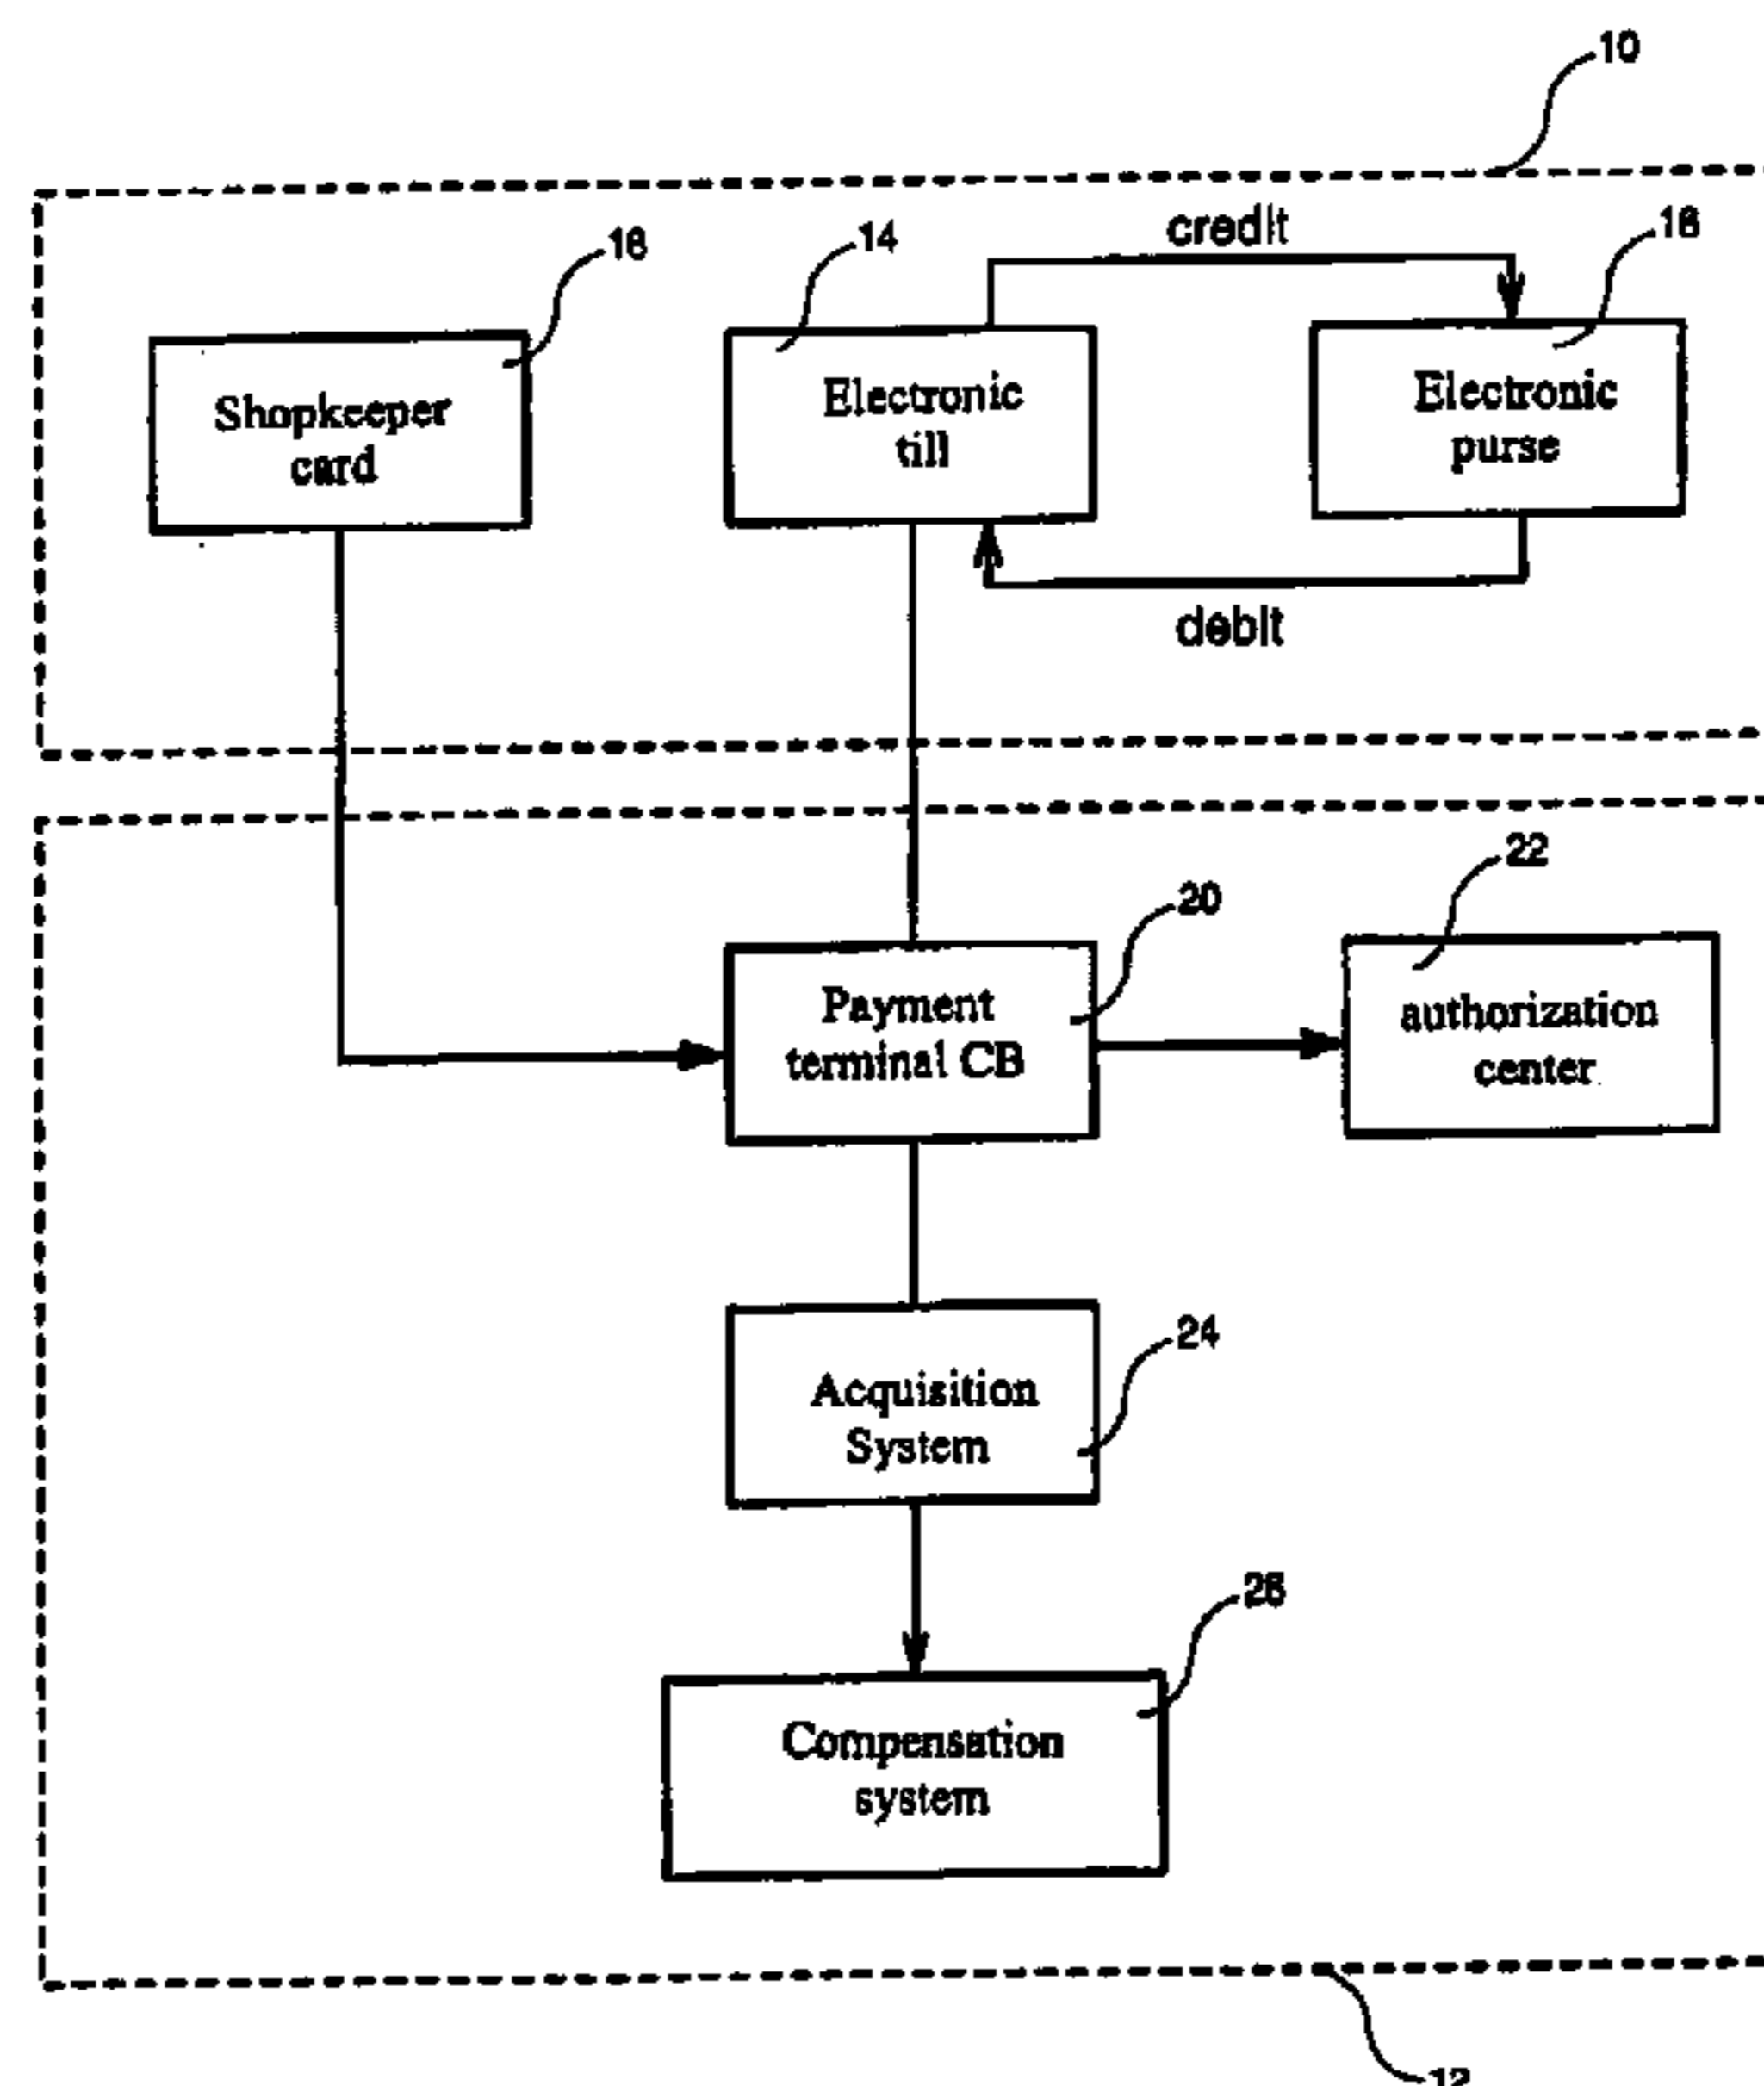 10
credit
18
14
16
Shopkeeper
card
Electronic
till
Electronic
purse
debit
22
20
Payment
terminal CB
authorization
center
24
Acquisition
System
26
Compensation
system
12